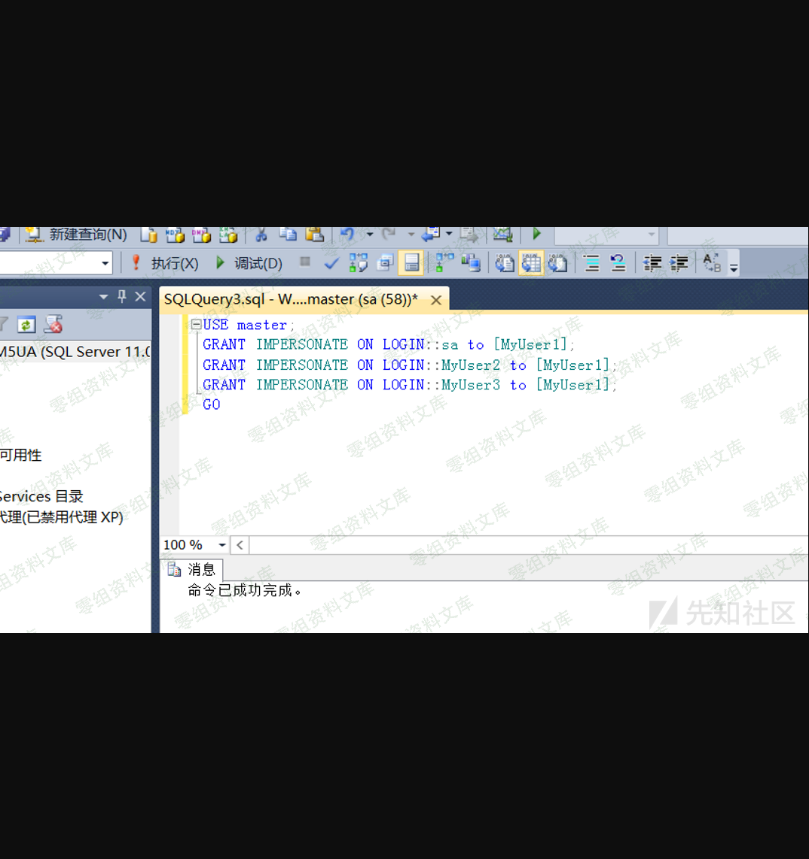 新建查询(N)
执行(X) 调试(D)
SQLQuery3.sql - W....master (sa (58))*
M5UA (SQL Server 11.0
USE master;
GRANT IMPERSONATE ON LOGIN::sa to [MyUser1];
GRANT IMPERSONATE ON LOGIN::MyUser2 to [MyUser1];
GRANT IMPERSONATE ON LOGIN::MyUser3 to [MyUser1];
GO
可用性
Services 目录
代理(已禁用代理 XP)
100 %
消息
命令已成功完成。
零组资料文库
先知社区